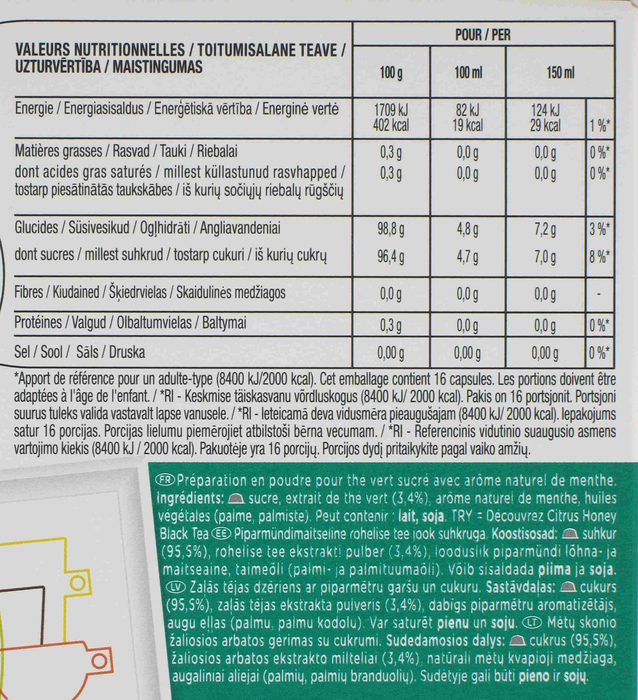 POUR / PER
VALEURS NUTRITIONNELLES / TOITUMISALANE TEAVE /
UZTURVĒRTĪBA / MAISTINGUMAS
100 g 100 ml 150 ml
Energie / Energiasisaldus / Enerģētiskā vērtība / Energinė vertė 1709 kJ 82 kJ 124 kJ
402 kcal 19 kcal 29 kcal 1 %*
Matières grasses / Rasvad / Tauki / Riebalai 0,3 g 0,0 g 0,0 g 0 %*
dont acides gras saturés / millest küllastunud rasvhapped / 0,3 g 0,0 g 0,0 g 0 %*
tostarp piesātinātās taukskābes / iš kurių sočiųjų riebalų rūgščių
Glucides / Süsivesikud / Ogļhidrāti / Angliavandeniai 98,8 g 4,8 g 7,2 g 3 %*
dont sucres / millest suhkrud / tostarp cukuri / iš kurių cukrų 96,4 g 4,7 g 7,0 g 8 %*
Fibres / Kiudained / Šķiedrvielas / Skaidulinės medžiagos 0,0 g 0,0 g 0,0 g -
Protéines / Valgud / Olbaltumvielas / Baltymai 0,3 g 0,0 g 0,0 g 0 %*
Sel / Sool / Sāls / Druska 0,00 g 0,00 g 0,00 g 0 %*
*Apport de référence pour un adulte-type (8400 kJ/2000 kcal). Cet emballage contient 16 capsules. Les portions doivent être
adaptées à l'âge de l'enfant. / *RI - Keskmise täiskasvanu võrdluskogus (8400 kJ/ 2000 kcal). Pakis on 16 portsjonit. Portsjoni
suurus tuleks valida vastavalt lapse vanusele. / *RI - Ieteicamā deva vidusmēra pieaugušajam (8400 kJ/ 2000 kcal). Iepakojums
satur 16 porcijas. Porcijas lielumu piemērojiet atbilstoši bērna vecumam. / *RI - Referencinis vidutinio suaugusio asmens
vartojimo kiekis (8400 kJ / 2000 kcal). Pakuotėje yra 16 porcijų. Porcijos dydį pritaikykite pagal vaiko amžių.
FR Préparation en poudre pour thé vert sucré avec arôme naturel de menthe.
Ingrédients: sucre, extrait de thé vert (3,4%), arôme naturel de menthe, huiles
végétales (palme, palmiste). Peut contenir : lait, soja. TRY = Découvrez Citrus Honey
Black Tea EE Piparmündimaitseline rohelise tee jook suhkruga. Koostisosad: suhkur
(95,5%), rohelise tee ekstrakti pulber (3,4%), looduslik piparmündi lõhna- ja
maitseaine, taimeõli (palmi- ja palmituumaõli). Võib sisaldada piima ja soja.
LV Zaļās tējas dzēriens ar piparmētru garšu un cukuru. Sastāvdaļas: cukurs
(95,5%), zaļās tējas ekstrakta pulveris (3,4%), dabīgs piparmētru aromatizētājs,
augu eļļas (palmu, palmu kodolu). Var saturēt pienu un soju. LT Mėtų skonio
žaliosios arbatos gėrimas su cukrumi. Sudedamosios dalys: cukrus (95,5%),
žaliosios arbatos ekstrakto milteliai (3,4%), natūrali mėtų kvapioji medžiaga,
augaliniai aliejai (palmių, palmių branduolių). Sudėtyje gali būti pieno ir sojų.